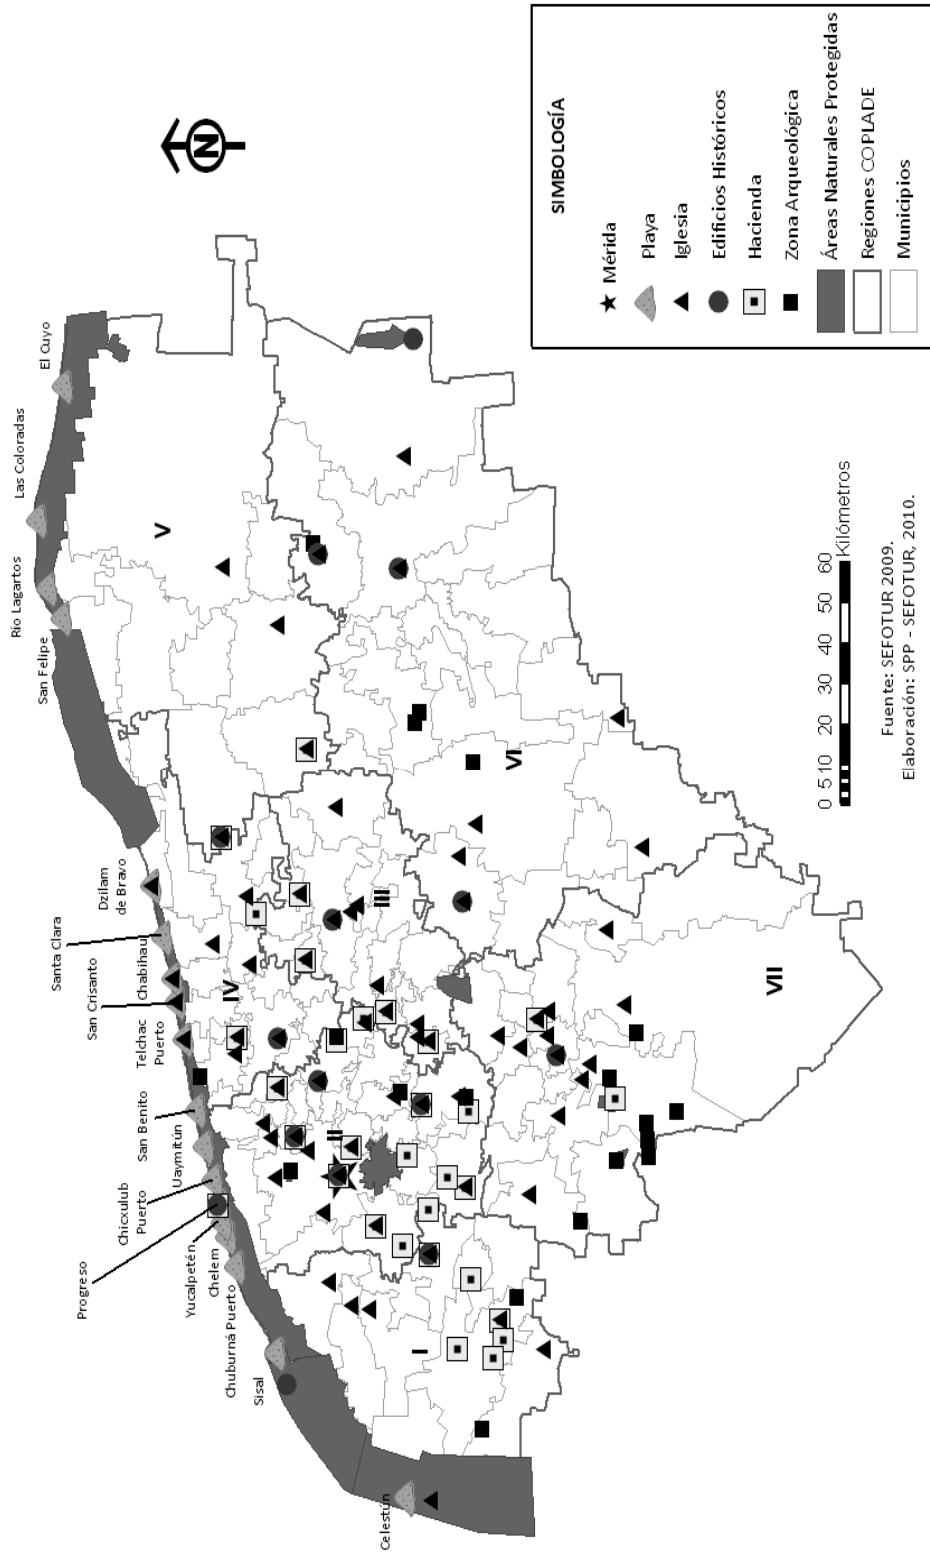 N
El Cuyo
Las Coloradas
Río Lagartos
San Felipe
Dzilam
de Bravo
Santa Clara
Chabihau
San Crisanto
Telchac
Puerto
San Benito
Uaymitún
Chicxulub
Puerto
Progreso
Yucalpetén
Chelem
Chuburná Puerto
Sisal
Celestún
I
II
III
IV
V
VI
VII
SIMBOLOGÍA
Mérida
Playa
Iglesia
Edificios Históricos
Hacienda
Zona Arqueológica
Áreas Naturales Protegidas
Regiones COPLADE
Municipios
0 5 10 20 30 40 50 60
Kilómetros
Fuente: SEFOTUR 2009.
Elaboración: SPP - SEFOTUR, 2010.